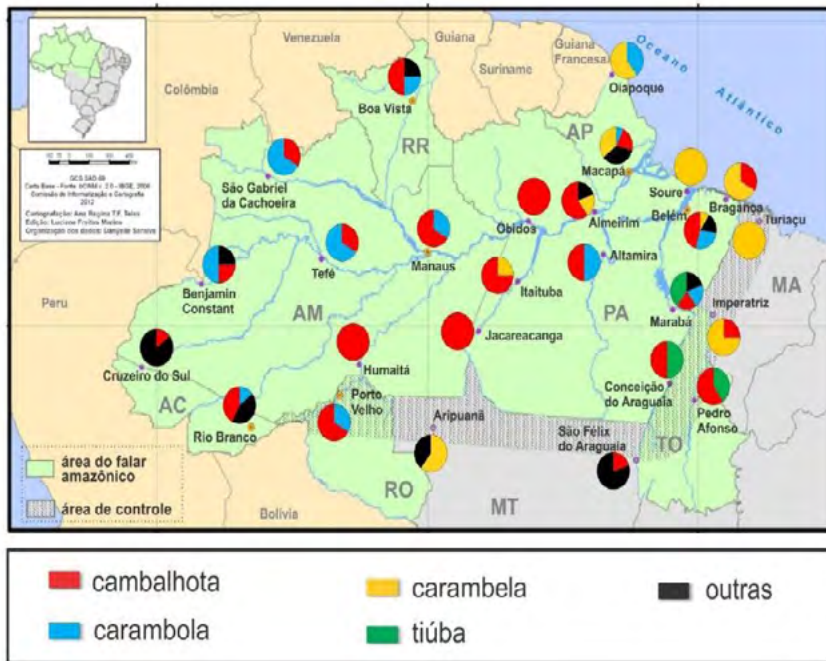 Venezuela
Guiana
Suriname
Guiana
Francesa
Oceano
Atlântico
Colômbia
Peru
Bolívia
Boa Vista
RR
Oiapoque
AP
Macapá
São Gabriel
da Cachoeira
Óbidos
Almeirim
Soure
Belém
Bragança
Turiaçu
Tefé
Manaus
Itaituba
Altamira
Benjamin
Constant
AM
PA
Marabá
Imperatriz
MA
Jacareacanga
Humaitá
Cruzeiro do Sul
Conceição
do Araguaia
Pedro
Afonso
AC
Porto
Velho
Rio Branco
Aripuanã
São Félix
do Araguaia
TO
RO
MT
área do falar
amazônico
área de controle
cambalhota
carambela
outras
carambola
tiúba